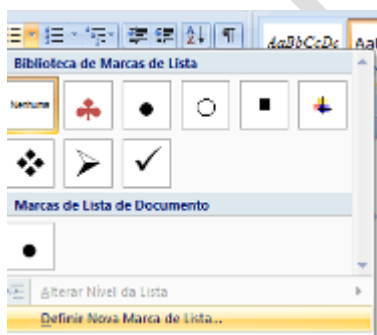 AaBbCcDc Aa
Biblioteca de Marcas de Lista
Nenhuma
Marcas de Lista de Documento
Alterar Nível da Lista
Definir Nova Marca de Lista...